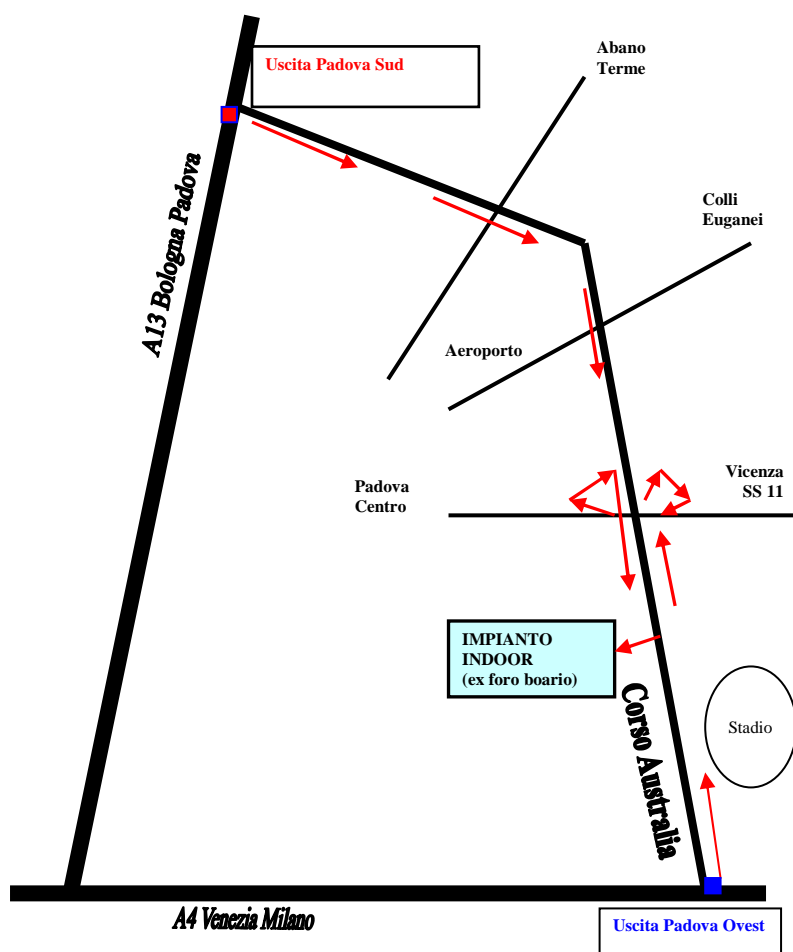 Abano
Terme
Uscita Padova Sud
A13 Bologna Padova
Colli
Euganei
Aeroporto
Padova
Centro
Vicenza
SS 11
IMPIANTO
INDOOR
(ex foro boario)
Corso Australia
Stadio
A4 Venezia Milano
Uscita Padova Ovest